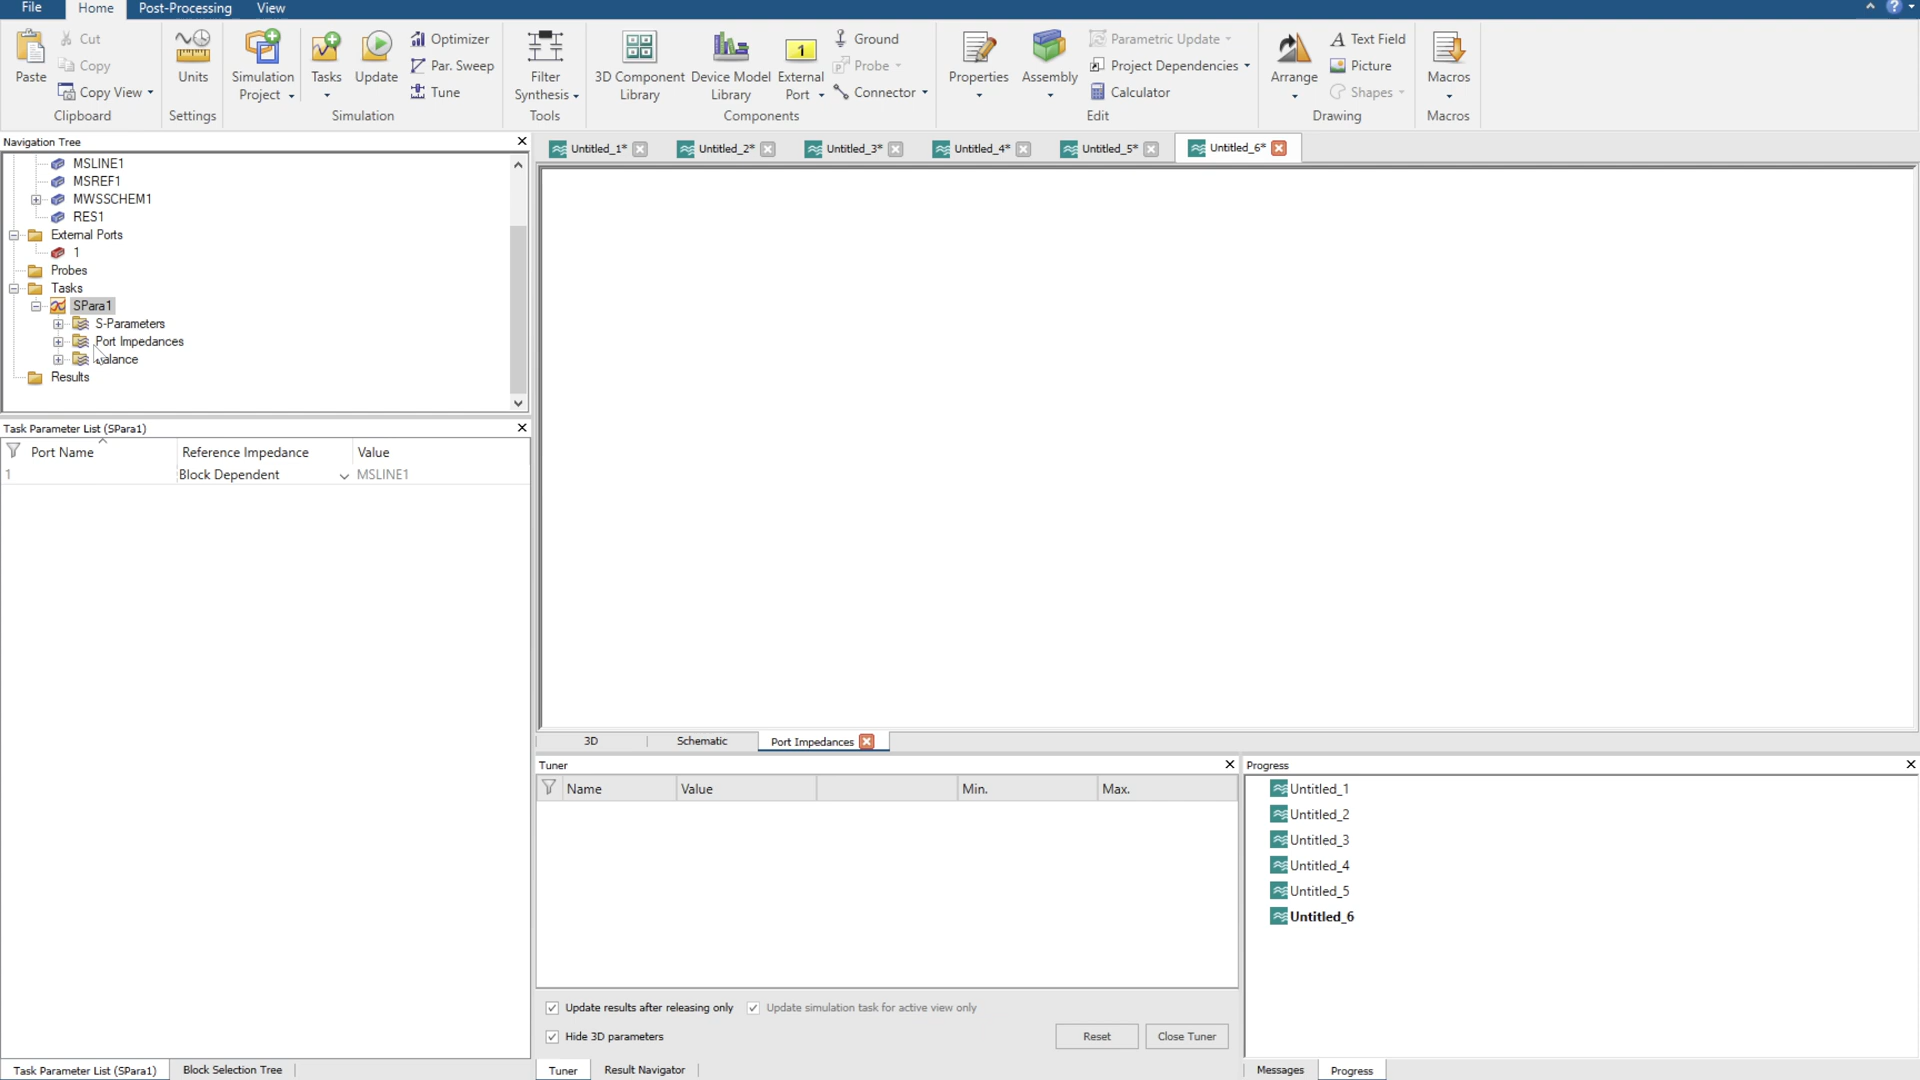 File Home Post-Processing View
Paste Cut Copy Copy View Clipboard
Units Settings
Simulation Project Tasks Update Optimizer Par. Sweep Tune Simulation
Filter Synthesis Tools
3D Component Library Device Model Library 1 External Port Ground Probe Connector Components
Properties Assembly Parametric Update Project Dependencies Calculator Edit
Arrange A Text Field Picture Shapes Drawing
Macros Macros
Navigation Tree
MSLINE1
MSREF1
MWSSCHEM1
RES1
External Ports
1
Probes
Tasks
SPara1
S-Parameters
Port Impedances
alance
Results
Task Parameter List (SPara1)
Port Name Reference Impedance Value
1 Block Dependent MSLINE1
Task Parameter List (SPara1) Block Selection Tree
Untitled_1* Untitled_2* Untitled_3* Untitled_4* Untitled_5* Untitled_6*
3D Schematic Port Impedances
Tuner
Name Value Min. Max.
Update results after releasing only Update simulation task for active view only
Hide 3D parameters Reset Close Tuner
Tuner Result Navigator
Progress
Untitled_1
Untitled_2
Untitled_3
Untitled_4
Untitled_5
Untitled_6
Messages Progress